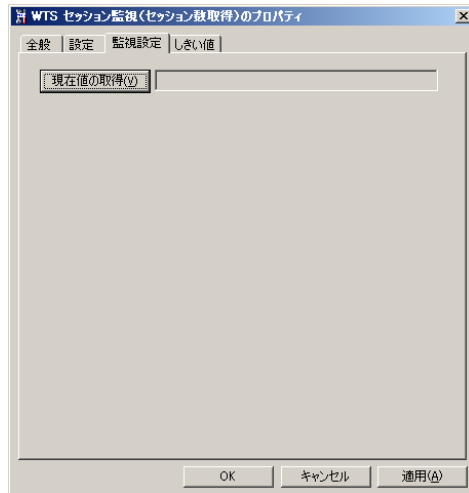 WTS セッション監視(セッション数取得)のプロパティ
全般 設定 監視設定 しきい値
現在値の取得(V)
OK キャンセル 適用(A)